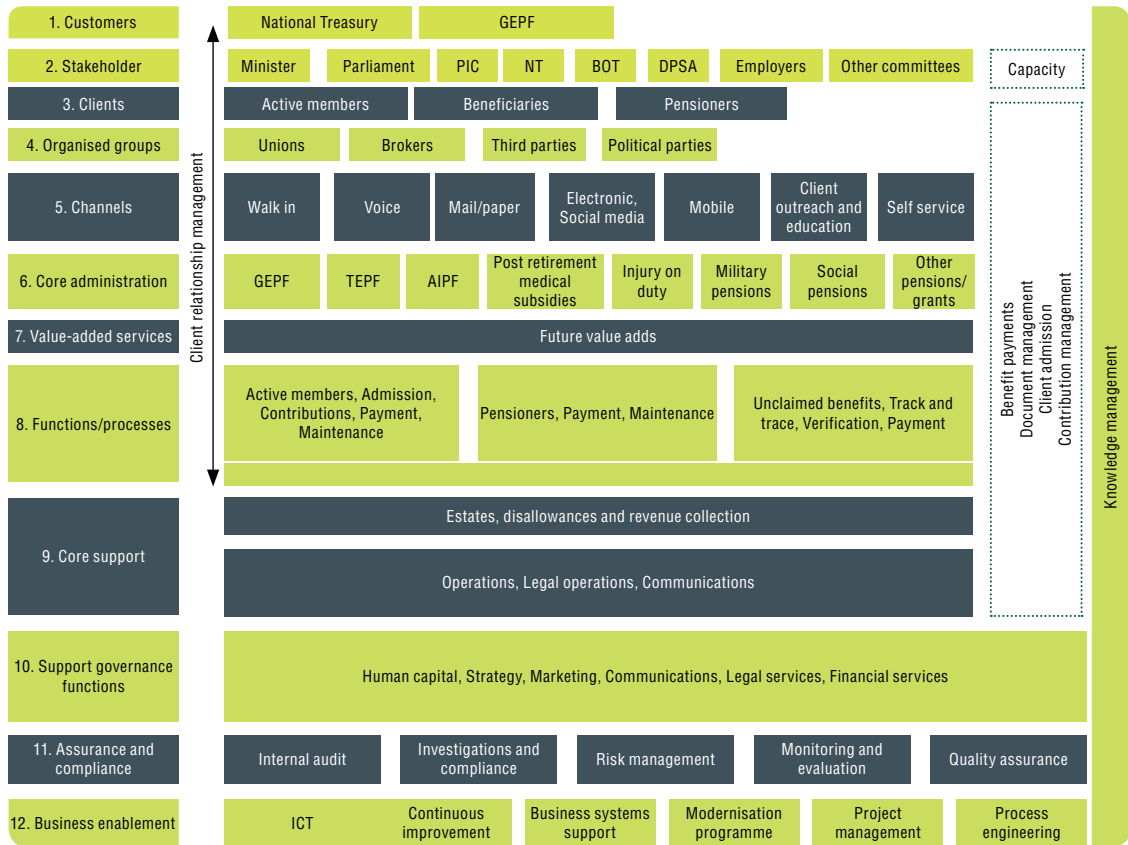 1. Customers
National Treasury
GEPF
2. Stakeholder
Minister
Parliament
PIC
NT
BOT
DPSA
Employers
Other committees
Capacity
3. Clients
Active members
Beneficiaries
Pensioners
4. Organised groups
Unions
Brokers
Third parties
Political parties
5. Channels
Walk in
Voice
Mail/paper
Electronic,
Social media
Mobile
Client
outreach and
education
Self service
6. Core administration
GEPF
TEPF
AIPF
Post retirement
medical
subsidies
Injury on
duty
Military
pensions
Social
pensions
Other
pensions/
grants
7. Value-added services
Future value adds
8. Functions/processes
Active members, Admission,
Contributions, Payment,
Maintenance
Pensioners, Payment, Maintenance
Unclaimed benefits, Track and
trace, Verification, Payment
9. Core support
Estates, disallowances and revenue collection
Operations, Legal operations, Communications
10. Support governance
functions
Human capital, Strategy, Marketing, Communications, Legal services, Financial services
11. Assurance and
compliance
Internal audit
Investigations and
compliance
Risk management
Monitoring and
evaluation
Quality assurance
12. Business enablement
ICT
Continuous
improvement
Business systems
support
Modernisation
programme
Project
management
Process
engineering
Client relationship management
Benefit payments
Document management
Client admission
Contribution management
Knowledge management